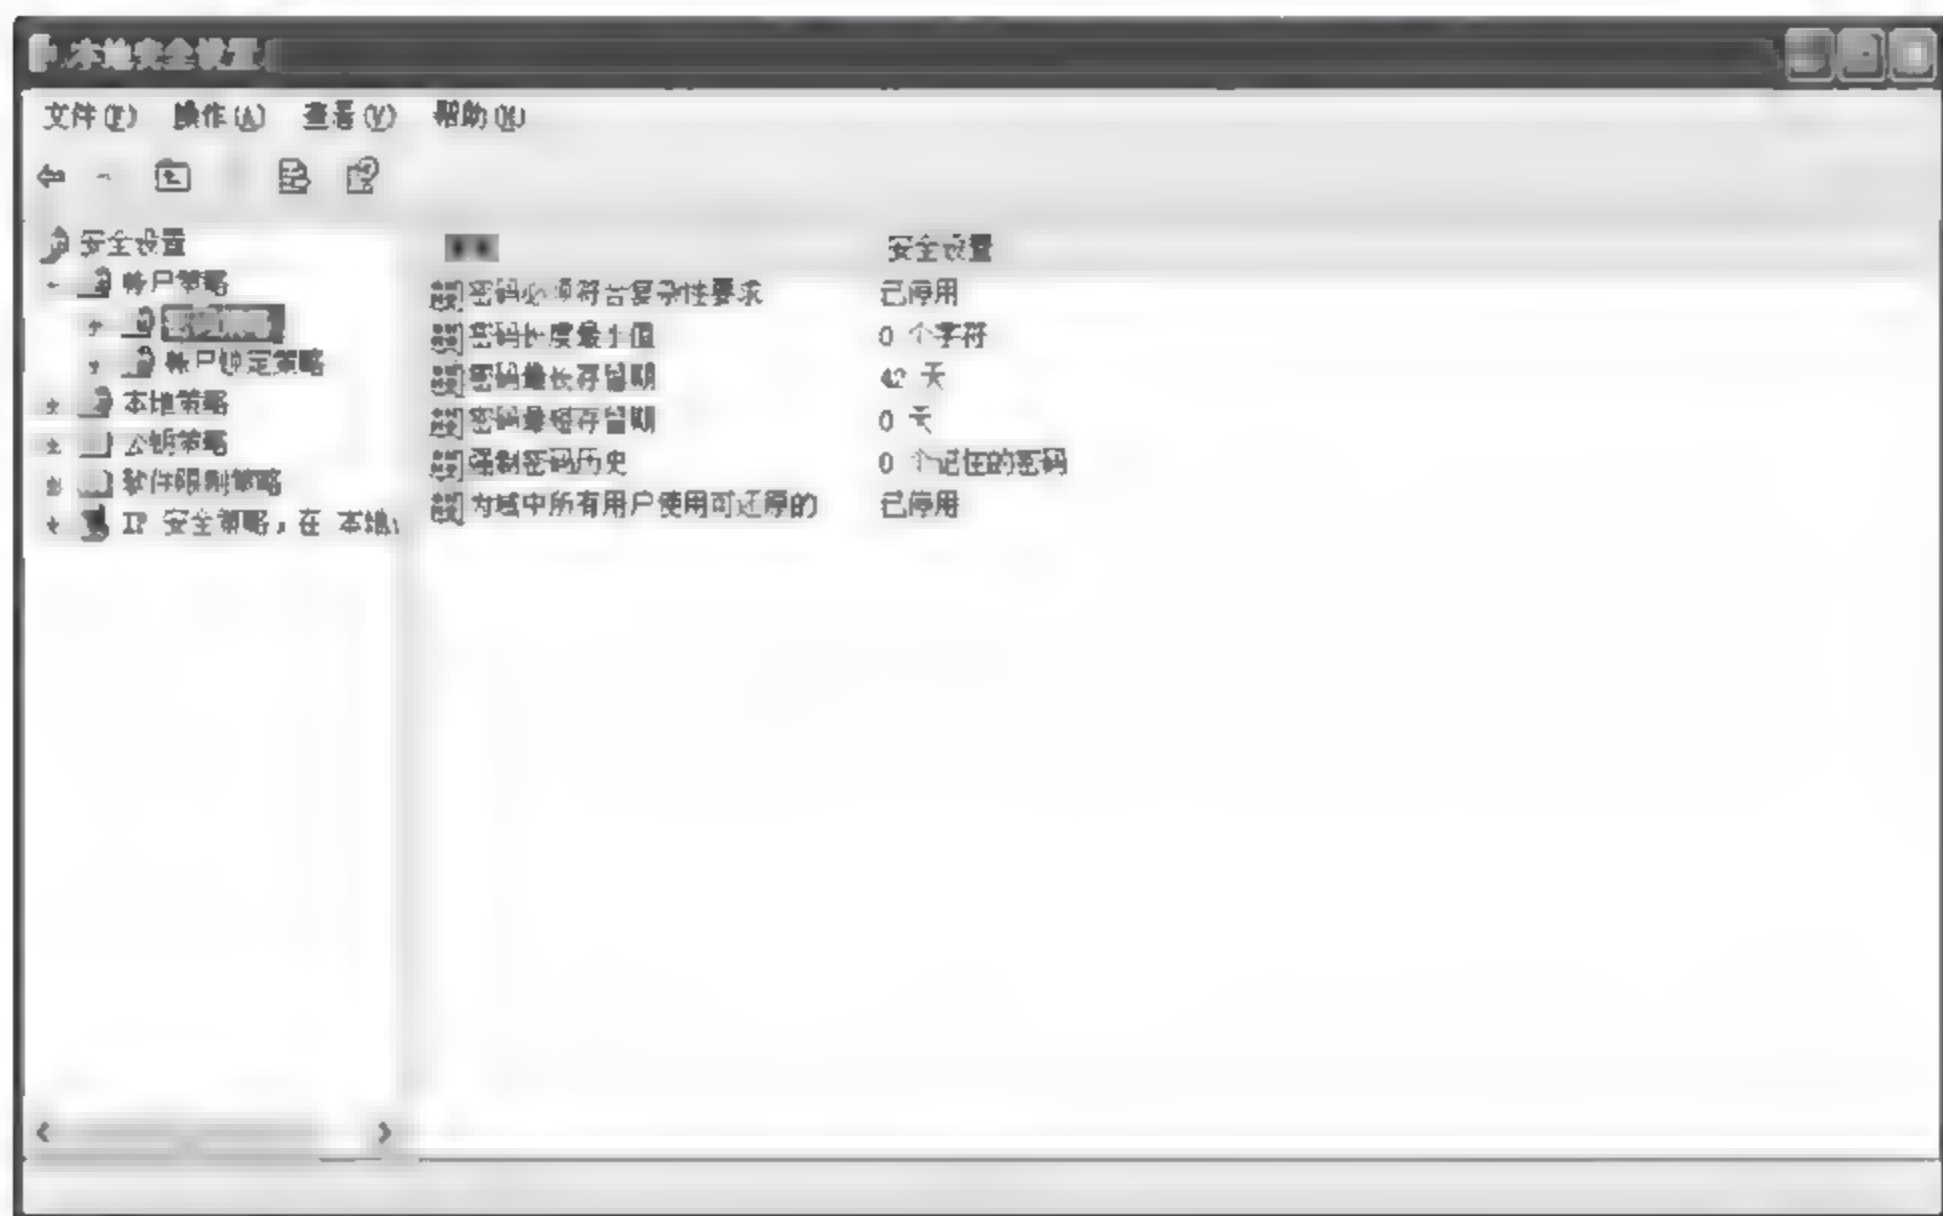 本地安全设置
文件(F) 操作(A) 查看(V) 帮助(H)
安全设置
帐户策略
帐户锁定策略
本地策略
公钥策略
软件限制策略
IP 安全策略，在 本地
安全设置
密码必须符合复杂性要求 已停用
密码长度最小值 0 个字符
密码最长存留期 42 天
密码最短存留期 0 天
强制密码历史 0 个记住的密码
为域中所有用户使用可还原的 已停用